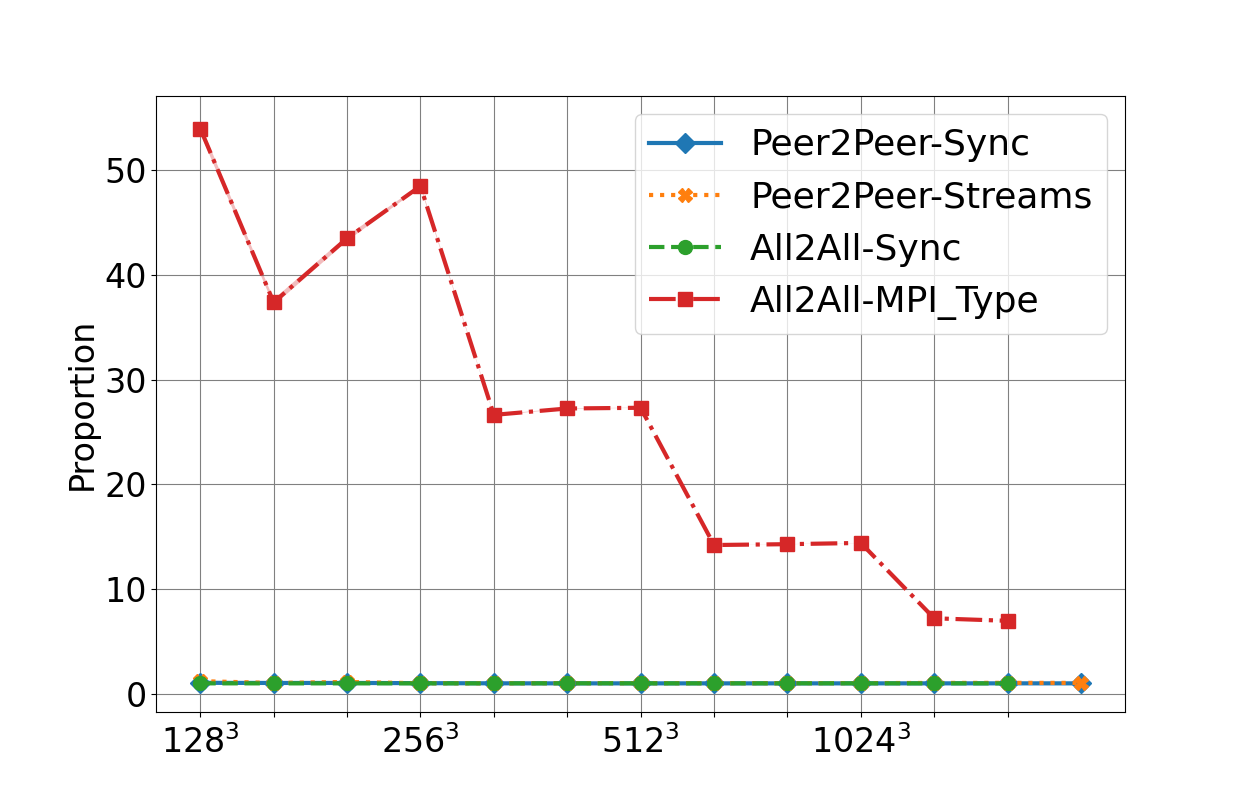 Peer2Peer-Sync
Peer2Peer-Streams
All2All-Sync
All2All-MPI_Type
Proportion
50
40
30
20
10
0
128³ 256³ 512³ 1024³